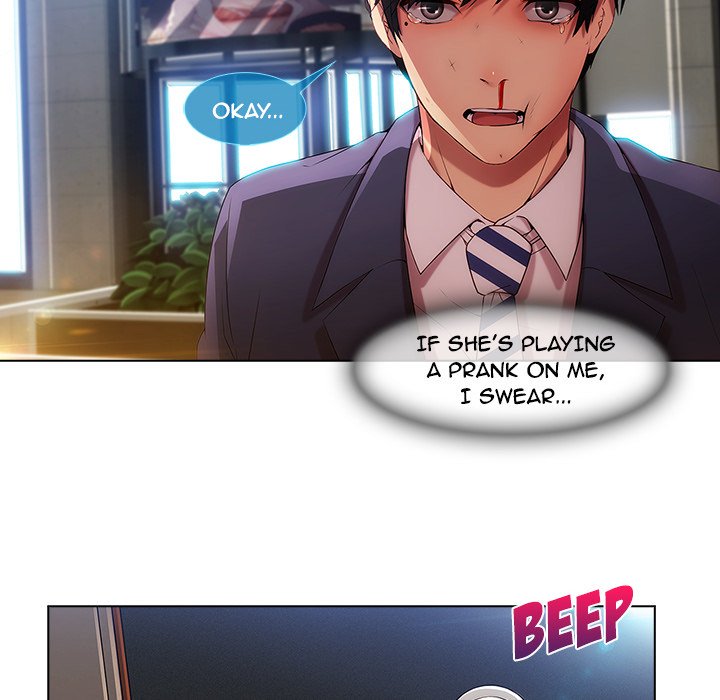 OKAY...
IF SHE'S PLAYING
A PRANK ON ME,
I SWEAR...
BEEP